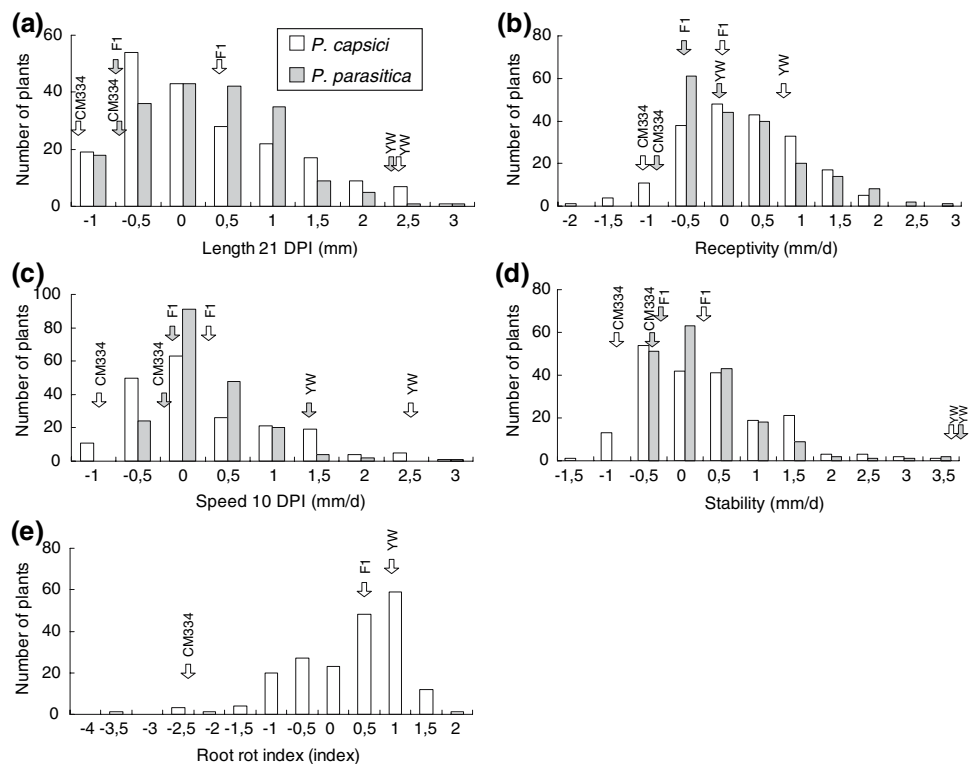 (a)
60
40
20
0
Number of plants
CM334
F1
CM334
F1
YW
YW
P. capsici
P. parasitica
-1 -0,5 0 0,5 1 1,5 2 2,5 3
Length 21 DPI (mm)
(b)
80
60
40
20
0
Number of plants
CM334
CM334
F1
F1
YW
YW
-2 -1,5 -1 -0,5 0 0,5 1 1,5 2 2,5 3
Receptivity (mm/d)
(c)
100
80
60
40
20
0
Number of plants
CM334
CM334
F1
F1
YW
YW
-1 -0,5 0 0,5 1 1,5 2 2,5 3
Speed 10 DPI (mm/d)
(d)
80
60
40
20
0
Number of plants
CM334
CM334
F1
F1
YW
YW
-1,5 -1 -0,5 0 0,5 1 1,5 2 2,5 3 3,5
Stability (mm/d)
(e)
80
60
40
20
0
Number of plants
CM334
F1
YW
-4 -3,5 -3 -2,5 -2 -1,5 -1 -0,5 0 0,5 1 1,5 2
Root rot index (index)